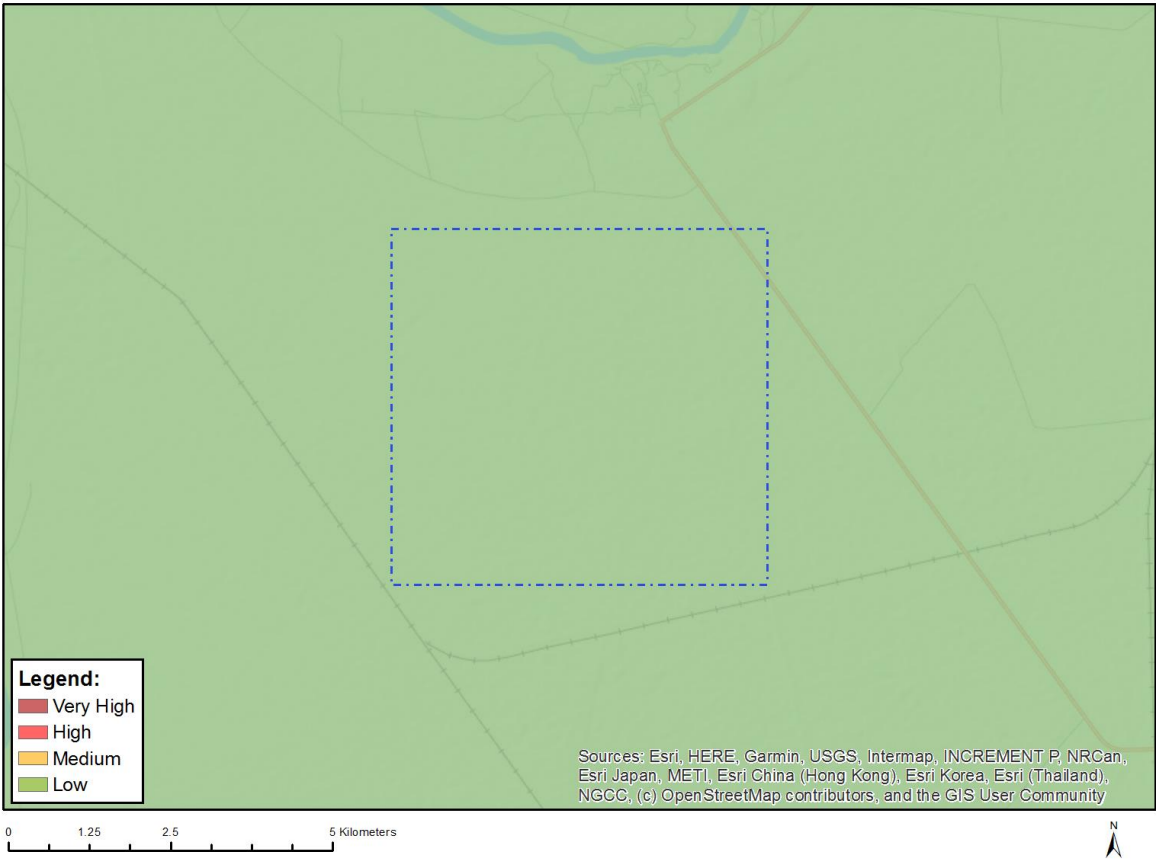 Legend:
Very High
High
Medium
Low
Sources: Esri, HERE, Garmin, USGS, Intermap, INCREMENT P, NRCan,
Esri Japan, METI, Esri China (Hong Kong), Esri Korea, Esri (Thailand),
NGCC, (c) OpenStreetMap contributors, and the GIS User Community
0 1.25 2.5 5 Kilometers
N